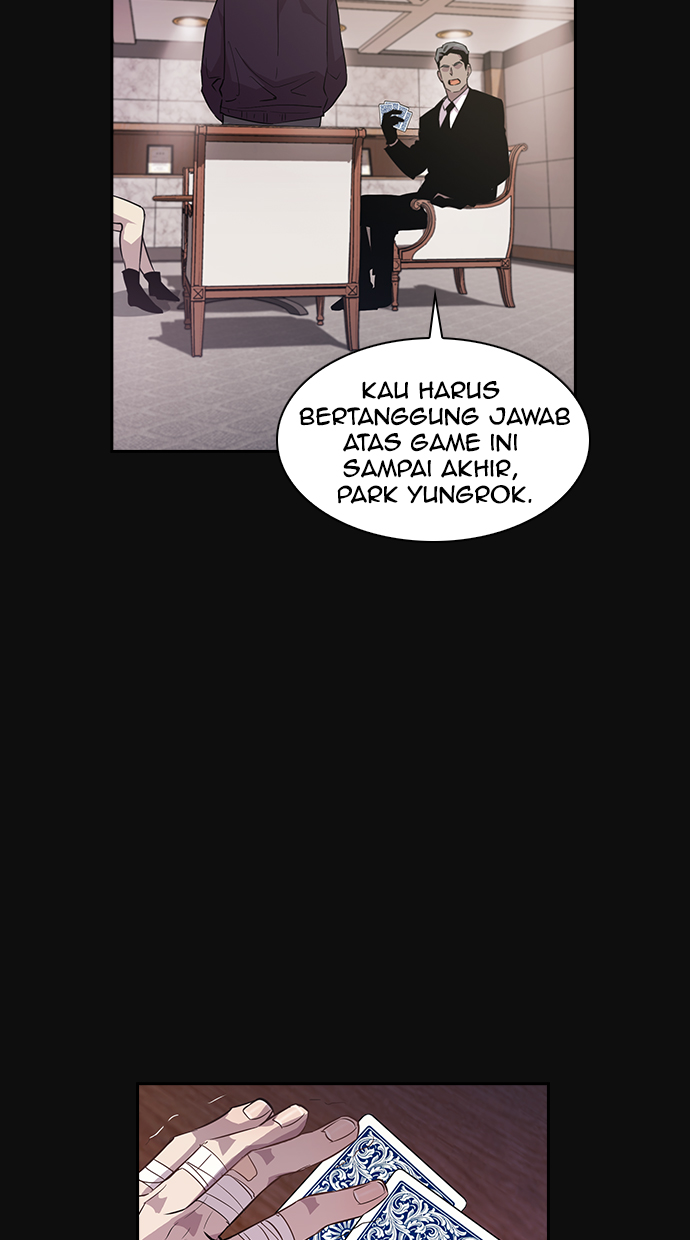 KAU HARUS
BERTANGGUNG JAWAB
ATAS GAME INI
SAMPAI AKHIR,
PARK YUNGROK.